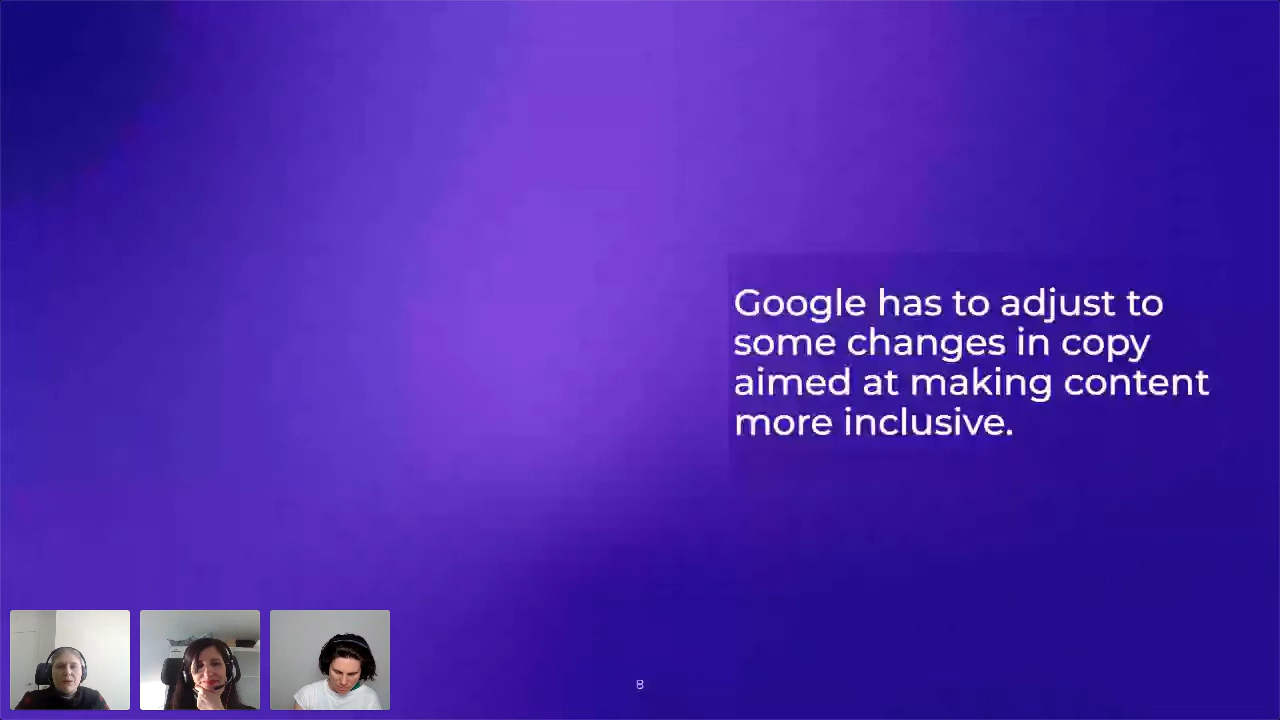 Google has to adjust to
some changes in copy
aimed at making content
more inclusive.
8